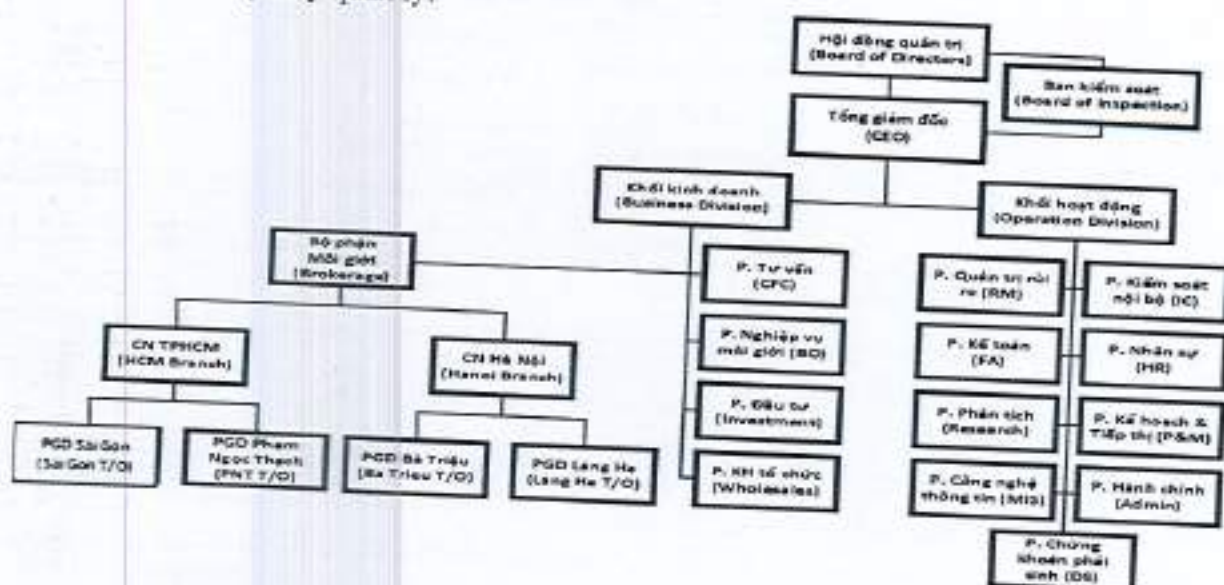 Hội đồng quản trị
(Board of Directors)
Ban kiểm soát
(Board of Inspection)
Tổng giám đốc
(CEO)
Khối kinh doanh
(Business Division)
Khối hoạt động
(Operation Division)
Bộ phận
Môi giới
(Brokerage)
P. Tư vấn
(CFC)
P. Quản trị rủi
ro (RM)
P. Kiểm soát
nội bộ (IC)
CN TPHCM
(HCM Branch)
CN Hà Nội
(Hanoi Branch)
P. Nghiệp vụ
môi giới (BO)
P. Kế toán
(FA)
P. Nhân sự
(HR)
P. Đầu tư
(Investment)
P. Phân tích
(Research)
P. Kế hoạch &
Tiếp thị (P&M)
PGD Sài Gòn
(Sai Gon T/O)
PGD Phạm
Ngọc Thạch
(PNT T/O)
PGD Bà Triệu
(Ba Trieu T/O)
PGD Láng Hạ
(Lang Ha T/O)
P. KH tổ chức
(Wholesales)
P. Công nghệ
thông tin (MIS)
P. Hành chính
(Admin)
P. Chứng
khoán phái
sinh (DS)